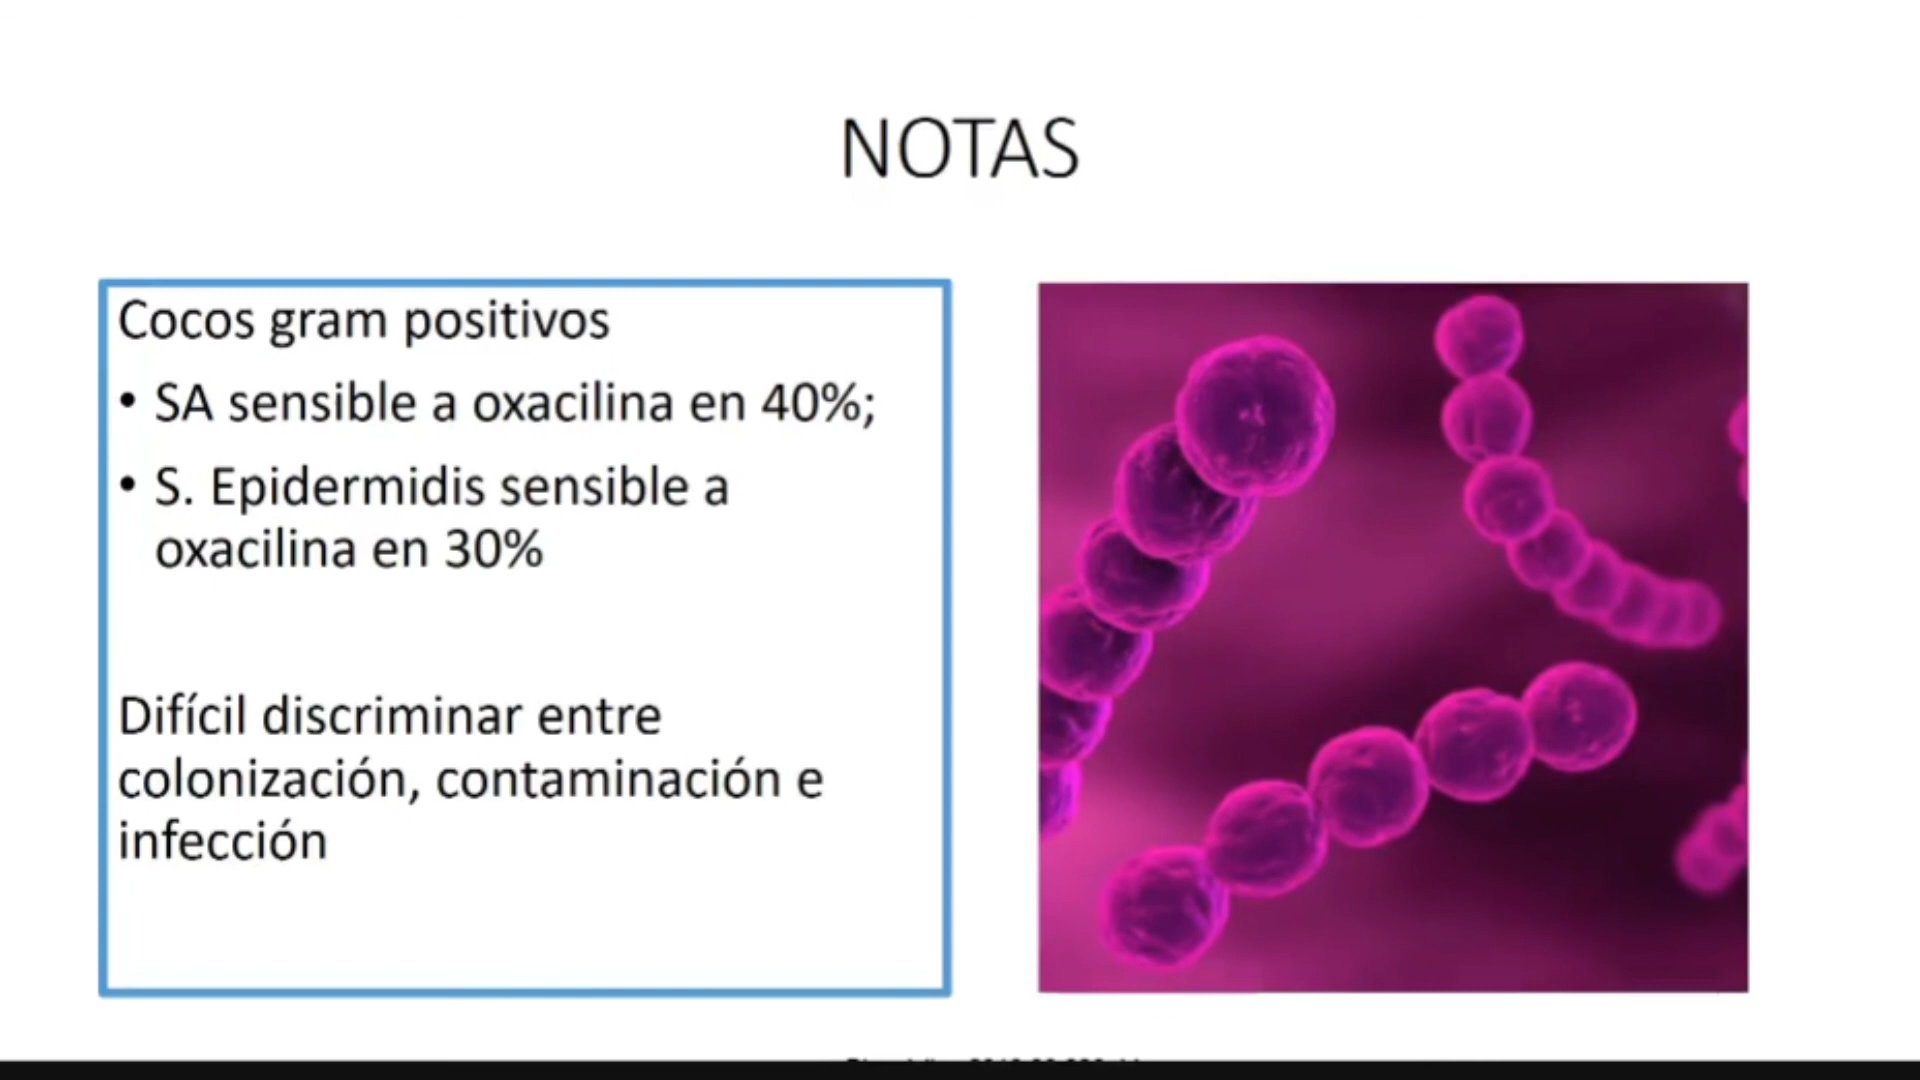 NOTAS
Cocos gram positivos
• SA sensible a oxacilina en 40%;
• S. Epidermidis sensible a
oxacilina en 30%
Difícil discriminar entre
colonización, contaminación e
infección